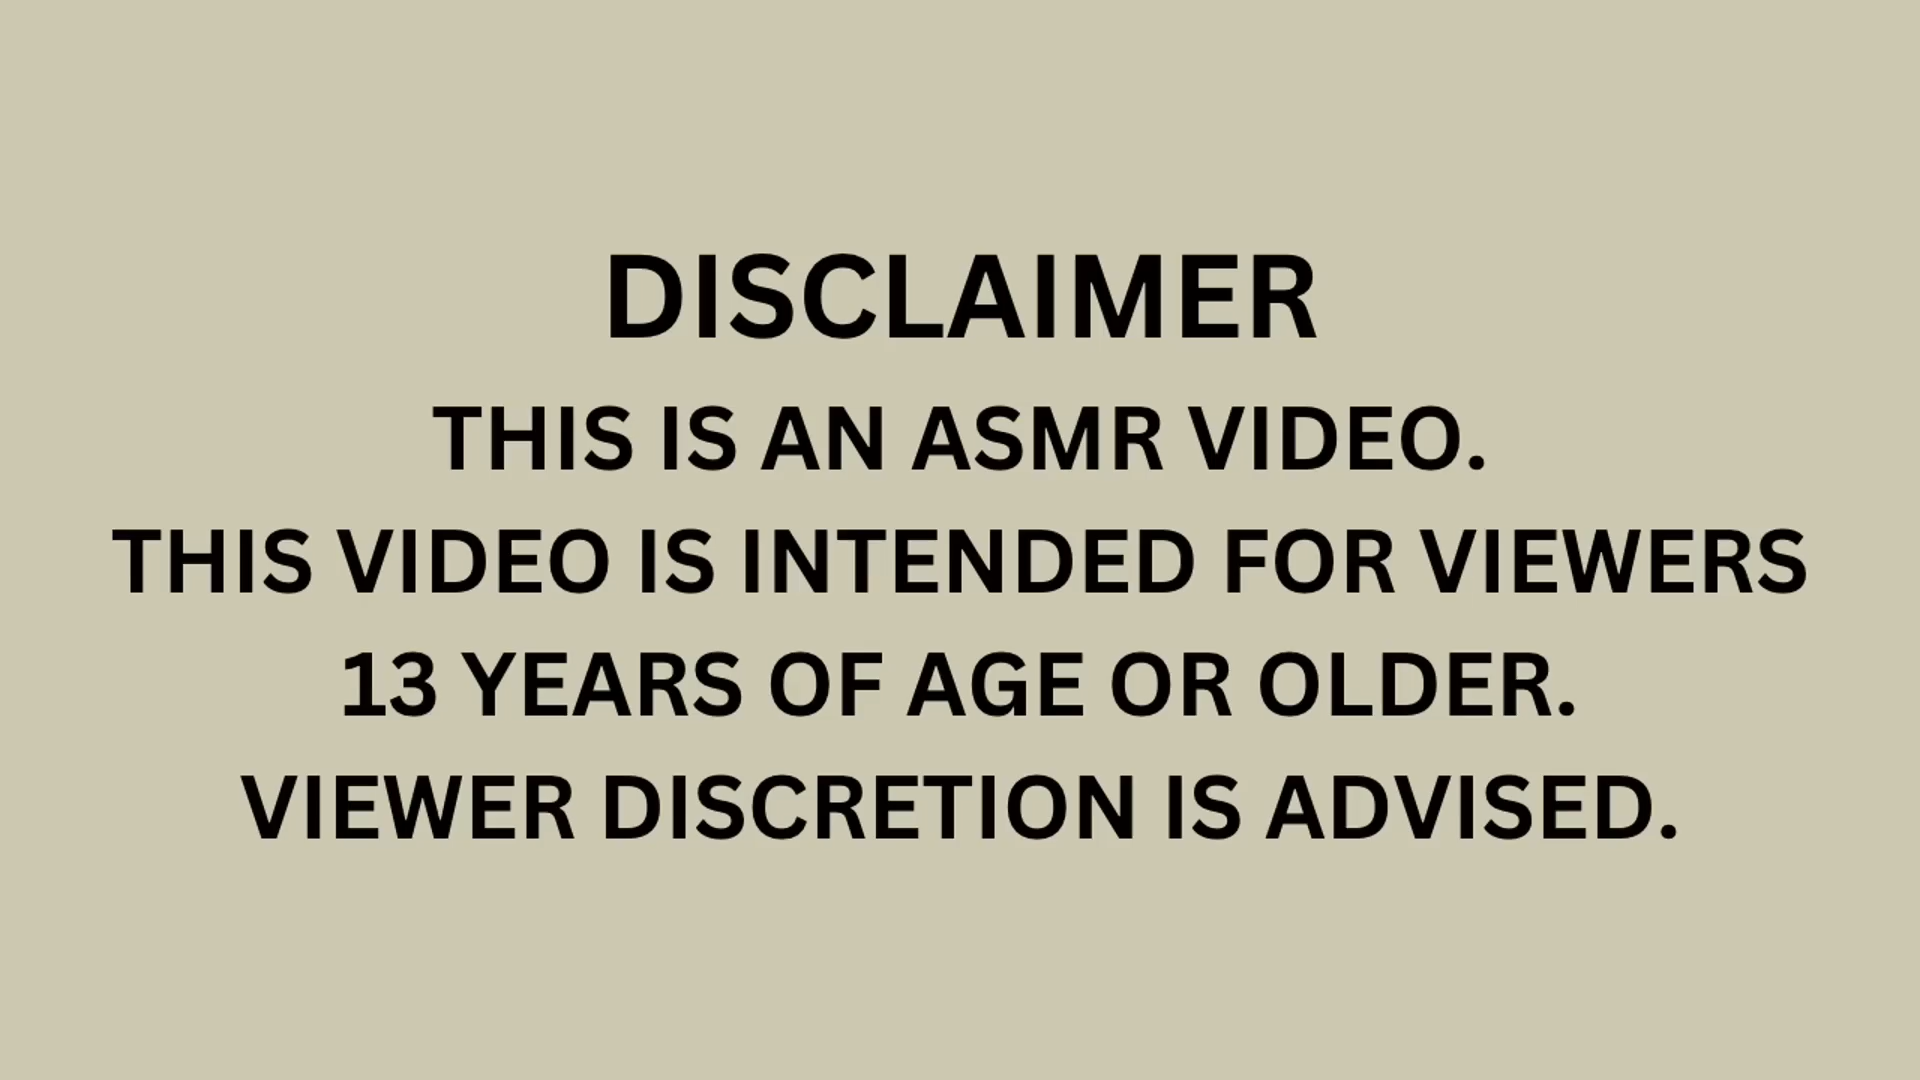 DISCLAIMER
THIS IS AN ASMR VIDEO.
THIS VIDEO IS INTENDED FOR VIEWERS
13 YEARS OF AGE OR OLDER.
VIEWER DISCRETION IS ADVISED.